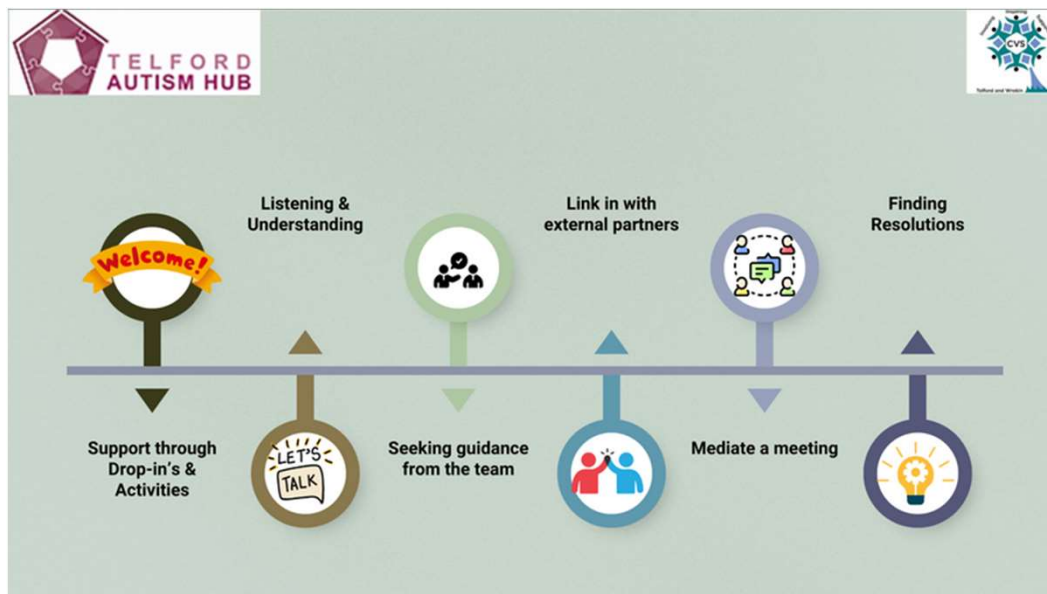 TELFORD
AUTISM HUB
CVS
Telford and Wrekin
Listening &
Understanding
Link in with
external partners
Finding
Resolutions
Welcome!
LET'S
TALK
Support through
Drop-in's &
Activities
Seeking guidance
from the team
Mediate a meeting